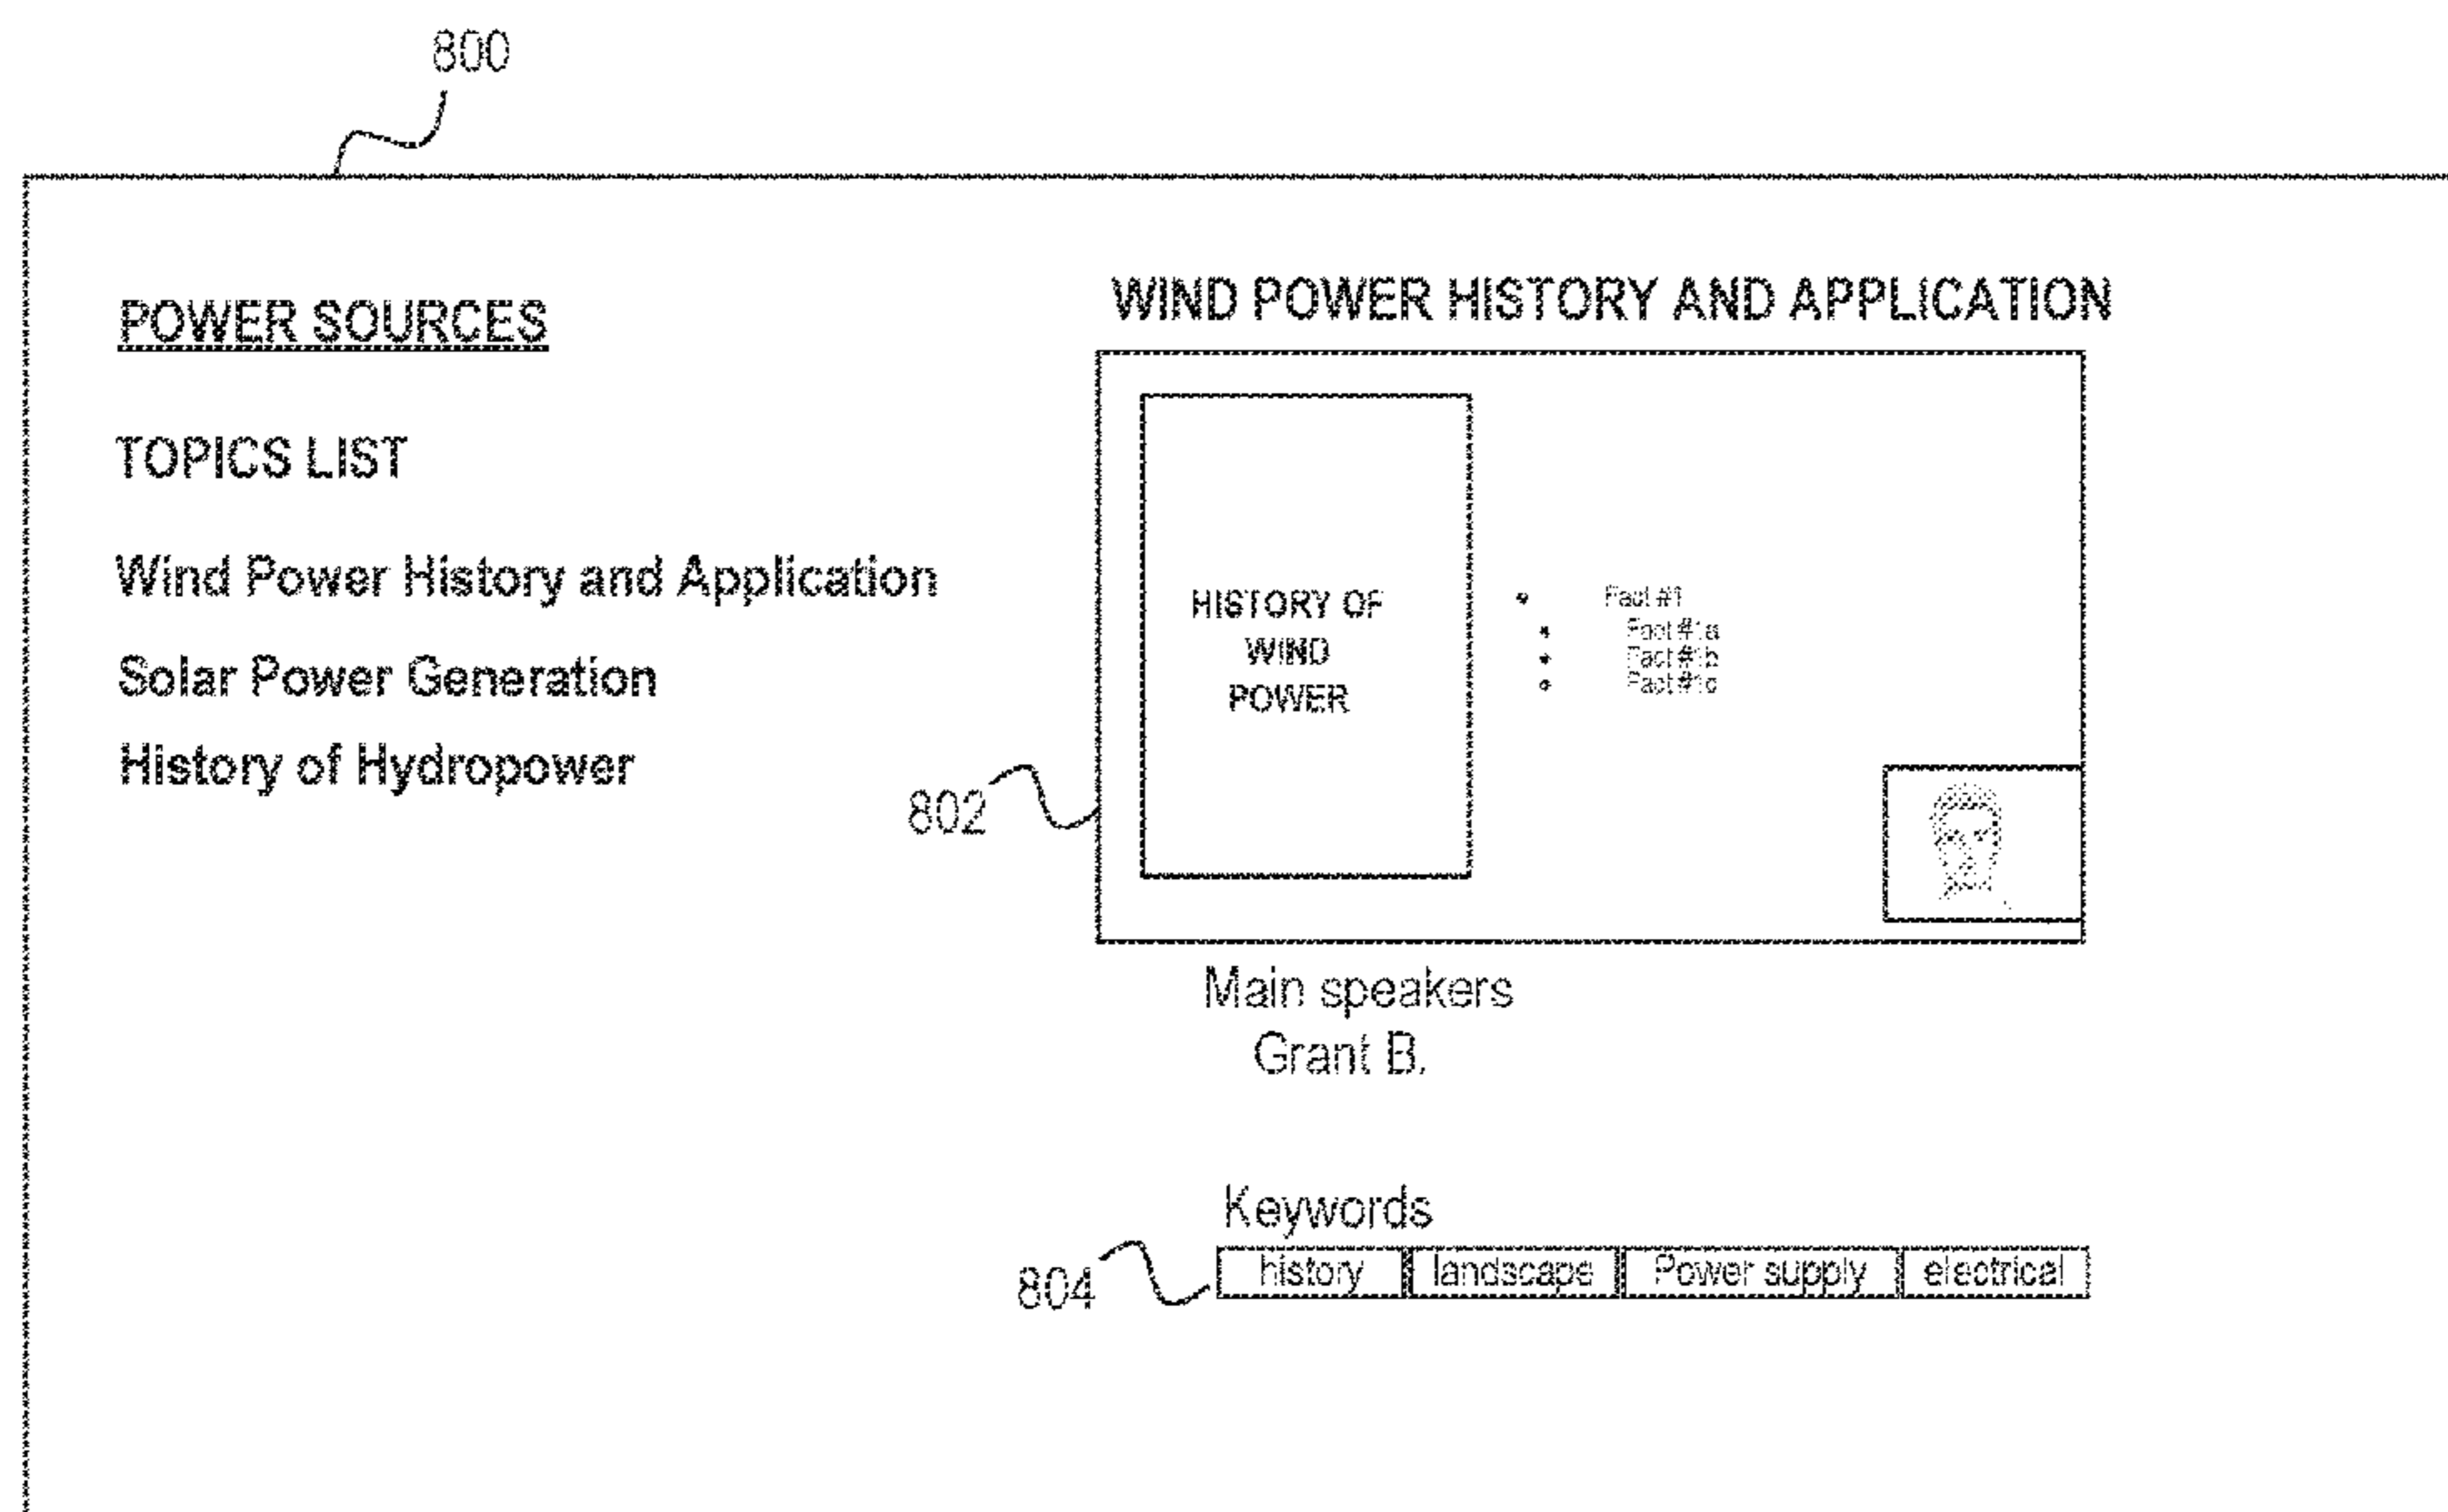 800
POWER SOURCES
TOPICS LIST
Wind Power History and Application
Solar Power Generation
History of Hydropower
WIND POWER HISTORY AND APPLICATION
HISTORY OF
WIND
POWER
Fact #1
Fact #1a
Fact #1b
Fact #1c
802
Main speakers
Grant B.
Keywords
804
history
landscape
Power supply
electrical